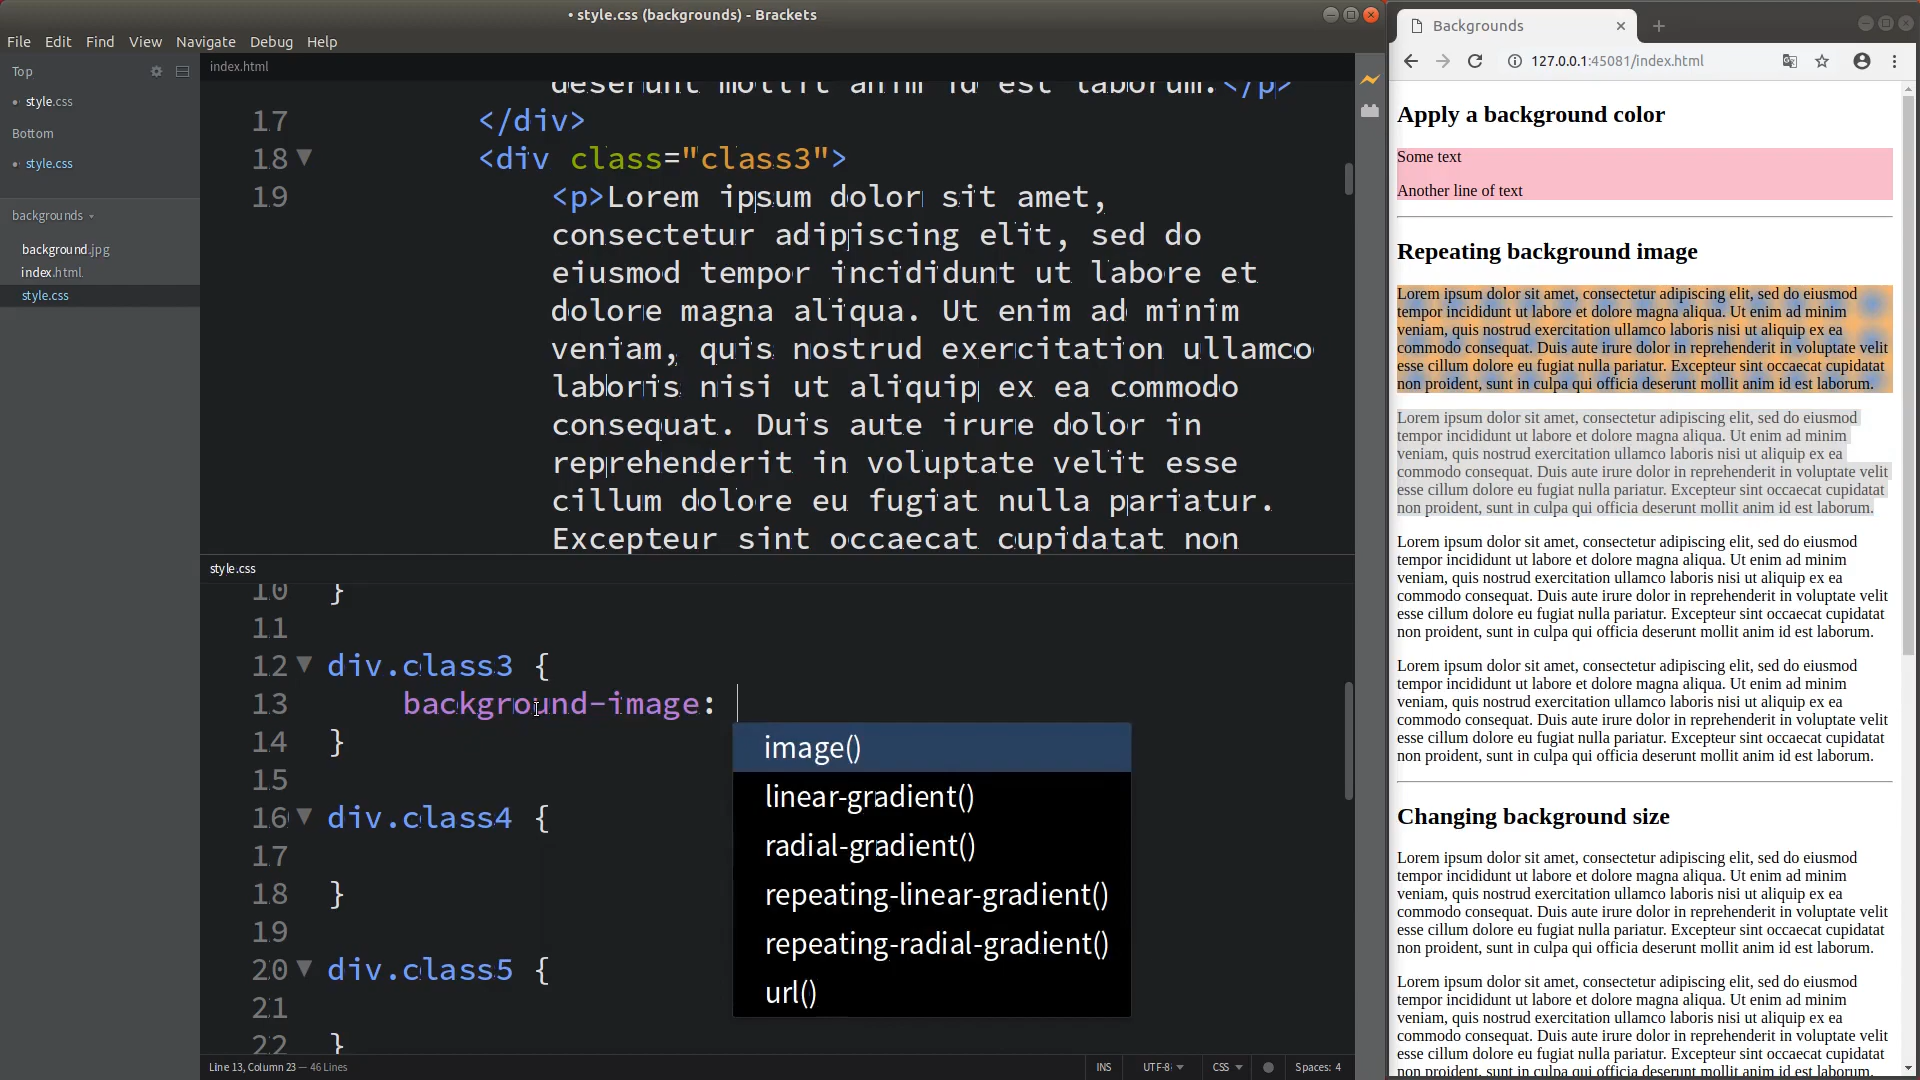 • style.css (backgrounds) - Brackets
File Edit Find View Navigate Debug Help
Top
• style.css
Bottom
• style.css
backgrounds
background.jpg
index.html
style.css
index.html
deserunt mollit anim id est laborum.</p>
17 </div>
18 <div class="class3">
19 <p>Lorem ipsum dolor sit amet,
consectetur adipiscing elit, sed do
eiusmod tempor incididunt ut labore et
dolore magna aliqua. Ut enim ad minim
veniam, quis nostrud exercitation ullamco
laboris nisi ut aliquip ex ea commodo
consequat. Duis aute irure dolor in
reprehenderit in voluptate velit esse
cillum dolore eu fugiat nulla pariatur.
Excepteur sint occaecat cupidatat non
style.css
10 }
11
12 div.class3 {
13 background-image:
14 }
15
16 div.class4 {
17
18 }
19
20 div.class5 {
21
22 }
image()
linear-gradient()
radial-gradient()
repeating-linear-gradient()
repeating-radial-gradient()
url()
Line 13, Column 23 — 46 Lines
INS UTF-8 CSS Spaces: 4
Backgrounds
127.0.0.1:45081/index.html
Apply a background color
Some text
Another line of text
Repeating background image
Lorem ipsum dolor sit amet, consectetur adipiscing elit, sed do eiusmod
tempor incididunt ut labore et dolore magna aliqua. Ut enim ad minim
veniam, quis nostrud exercitation ullamco laboris nisi ut aliquip ex ea
commodo consequat. Duis aute irure dolor in reprehenderit in voluptate velit
esse cillum dolore eu fugiat nulla pariatur. Excepteur sint occaecat cupidatat
non proident, sunt in culpa qui officia deserunt mollit anim id est laborum.
Lorem ipsum dolor sit amet, consectetur adipiscing elit, sed do eiusmod
tempor incididunt ut labore et dolore magna aliqua. Ut enim ad minim
veniam, quis nostrud exercitation ullamco laboris nisi ut aliquip ex ea
commodo consequat. Duis aute irure dolor in reprehenderit in voluptate velit
esse cillum dolore eu fugiat nulla pariatur. Excepteur sint occaecat cupidatat
non proident, sunt in culpa qui officia deserunt mollit anim id est laborum.
Lorem ipsum dolor sit amet, consectetur adipiscing elit, sed do eiusmod
tempor incididunt ut labore et dolore magna aliqua. Ut enim ad minim
veniam, quis nostrud exercitation ullamco laboris nisi ut aliquip ex ea
commodo consequat. Duis aute irure dolor in reprehenderit in voluptate velit
esse cillum dolore eu fugiat nulla pariatur. Excepteur sint occaecat cupidatat
non proident, sunt in culpa qui officia deserunt mollit anim id est laborum.
Lorem ipsum dolor sit amet, consectetur adipiscing elit, sed do eiusmod
tempor incididunt ut labore et dolore magna aliqua. Ut enim ad minim
veniam, quis nostrud exercitation ullamco laboris nisi ut aliquip ex ea
commodo consequat. Duis aute irure dolor in reprehenderit in voluptate velit
esse cillum dolore eu fugiat nulla pariatur. Excepteur sint occaecat cupidatat
non proident, sunt in culpa qui officia deserunt mollit anim id est laborum.
Changing background size
Lorem ipsum dolor sit amet, consectetur adipiscing elit, sed do eiusmod
tempor incididunt ut labore et dolore magna aliqua. Ut enim ad minim
veniam, quis nostrud exercitation ullamco laboris nisi ut aliquip ex ea
commodo consequat. Duis aute irure dolor in reprehenderit in voluptate velit
esse cillum dolore eu fugiat nulla pariatur. Excepteur sint occaecat cupidatat
non proident, sunt in culpa qui officia deserunt mollit anim id est laborum.
Lorem ipsum dolor sit amet, consectetur adipiscing elit, sed do eiusmod
tempor incididunt ut labore et dolore magna aliqua. Ut enim ad minim
veniam, quis nostrud exercitation ullamco laboris nisi ut aliquip ex ea
commodo consequat. Duis aute irure dolor in reprehenderit in voluptate velit
esse cillum dolore eu fugiat nulla pariatur. Excepteur sint occaecat cupidatat
non proident, sunt in culpa qui officia deserunt mollit anim id est laborum.